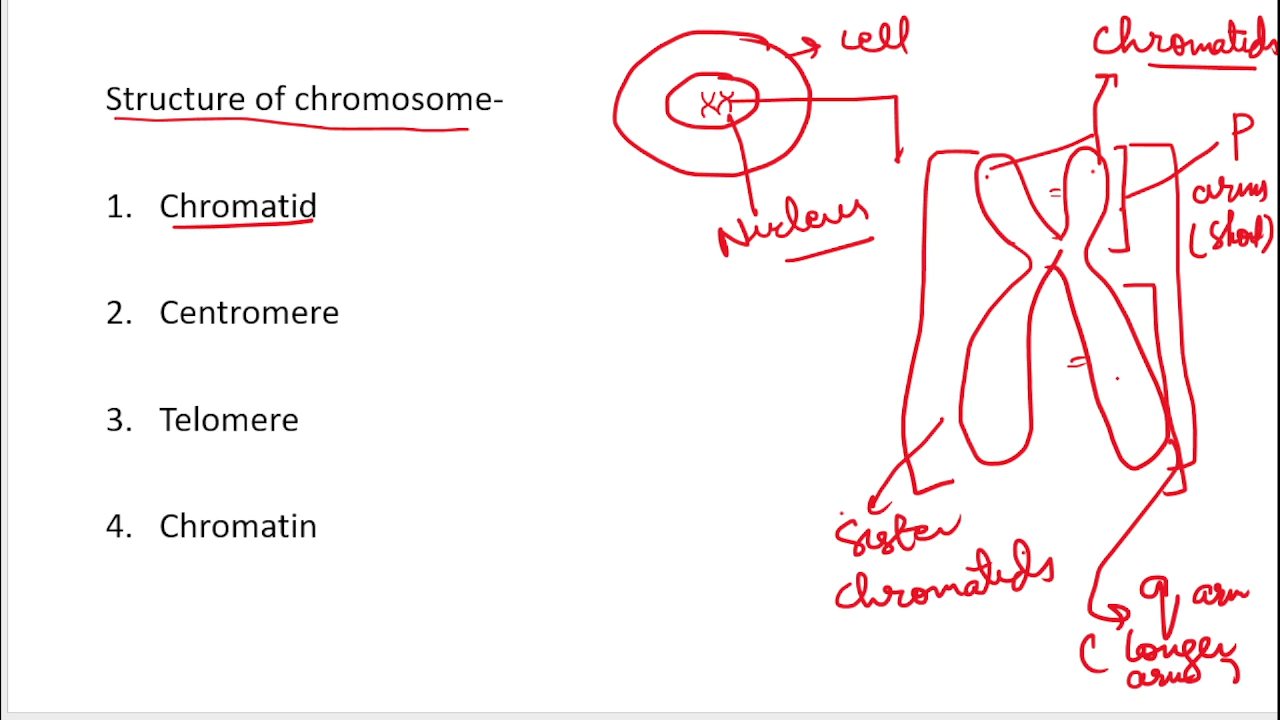 Structure of chromosome-
1. Chromatid
2. Centromere
3. Telomere
4. Chromatin
cell
XX
Nucleus
Chromatids
P
arms
(Short)
Sister
chromatids
q arm
( longer
arms )